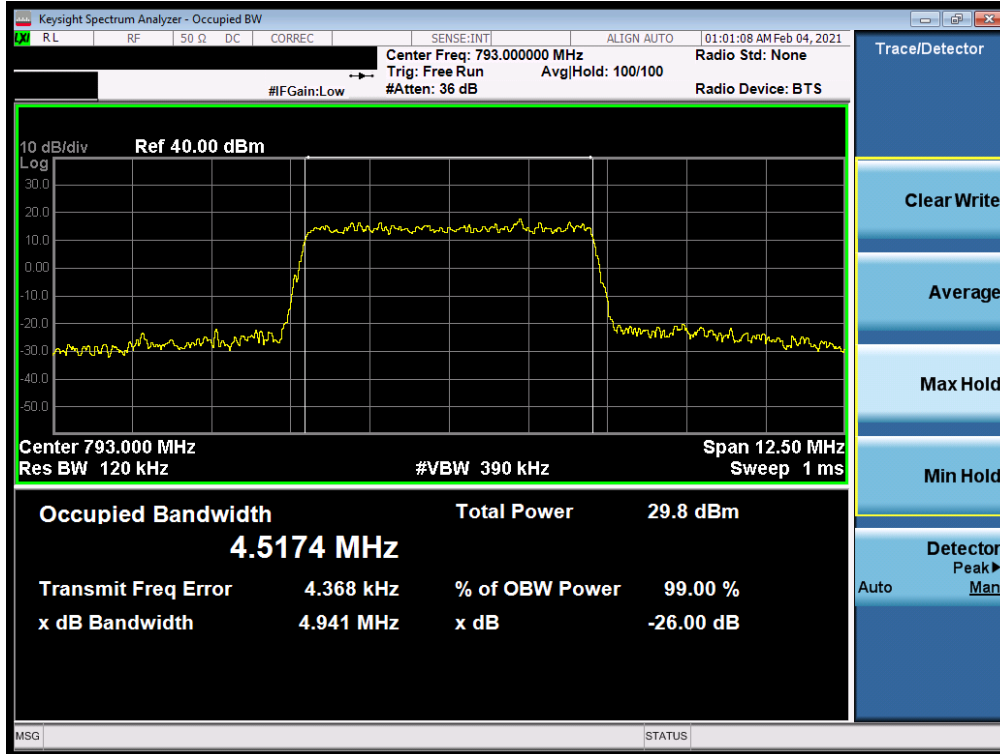 Keysight Spectrum Analyzer - Occupied BW
LXI RL RF 50 Ω DC CORREC SENSE:INT ALIGN AUTO 01:01:08 AM Feb 04, 2021
Center Freq: 793.000000 MHz Radio Std: None
Trig: Free Run Avg|Hold: 100/100
#IFGain:Low #Atten: 36 dB Radio Device: BTS
10 dB/div Ref 40.00 dBm
Log
30.0
20.0
10.0
0.00
-10.0
-20.0
-30.0
-40.0
-50.0
Center 793.000 MHz Span 12.50 MHz
Res BW 120 kHz #VBW 390 kHz Sweep 1 ms
Occupied Bandwidth Total Power 29.8 dBm
4.5174 MHz
Transmit Freq Error 4.368 kHz % of OBW Power 99.00 %
x dB Bandwidth 4.941 MHz x dB -26.00 dB
MSG STATUS
Trace/Detector
Clear Write
Average
Max Hold
Min Hold
Detector
Peak
Auto Man